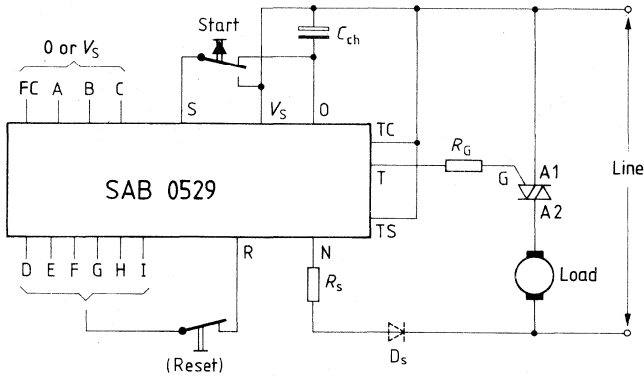 Start
C_ch
0 or V_S
FC A B C
S
V_S
O
TC
T
TS
R_G
G
A1
A2
Line
SAB 0529
D E F G H I
R
N
R_s
Load
D_s
(Reset)